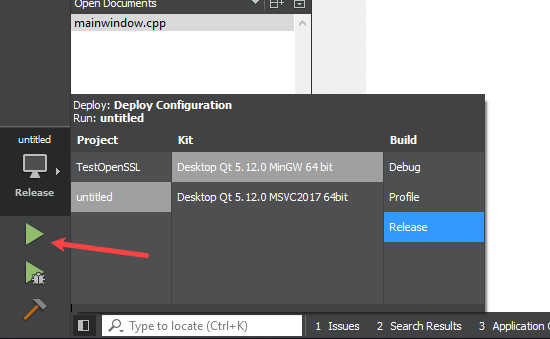 Open Documents
mainwindow.cpp
Deploy: Deploy Configuration
Run: untitled
Project Kit Build
TestOpenSSL Desktop Qt 5.12.0 MinGW 64 bit Debug
untitled Desktop Qt 5.12.0 MSVC2017 64bit Profile
Release
untitled
Release
Type to locate (Ctrl+K) 1 Issues 2 Search Results 3 Application